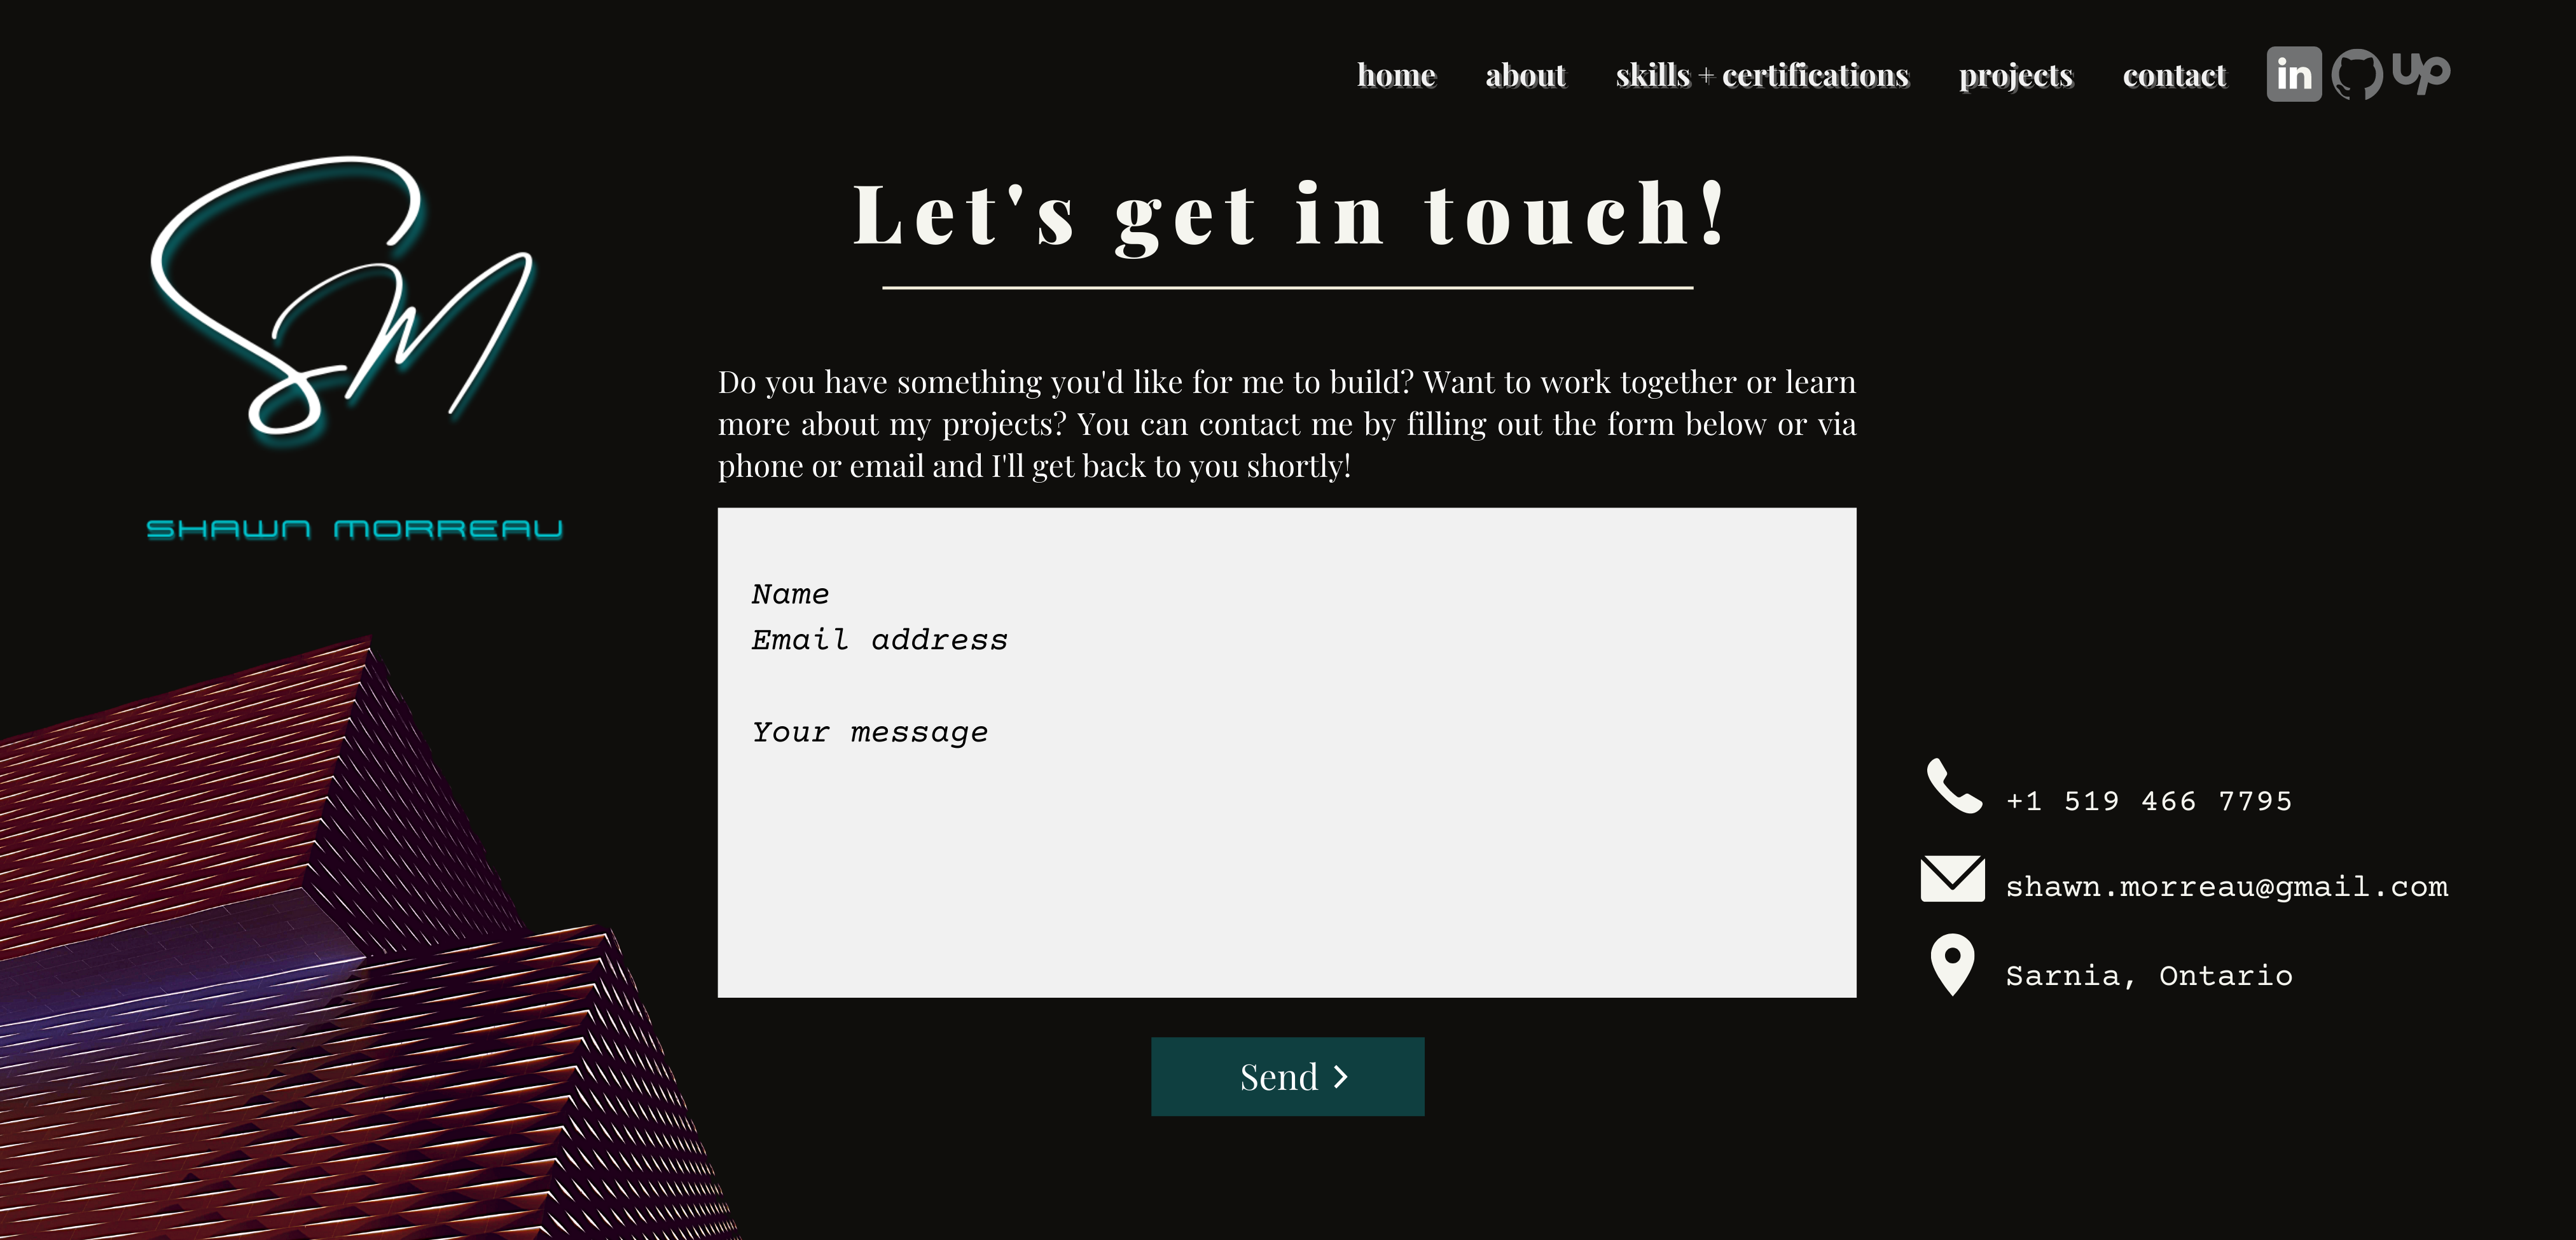 home about skills + certifications projects contact in up
SM
Let's get in touch!
Do you have something you'd like for me to build? Want to work together or learn
more about my projects? You can contact me by filling out the form below or via
phone or email and I'll get back to you shortly!
SHAWN MORREAU
Name
Email address
Your message
+1 519 466 7795
shawn.morreau@gmail.com
Sarnia, Ontario
Send >